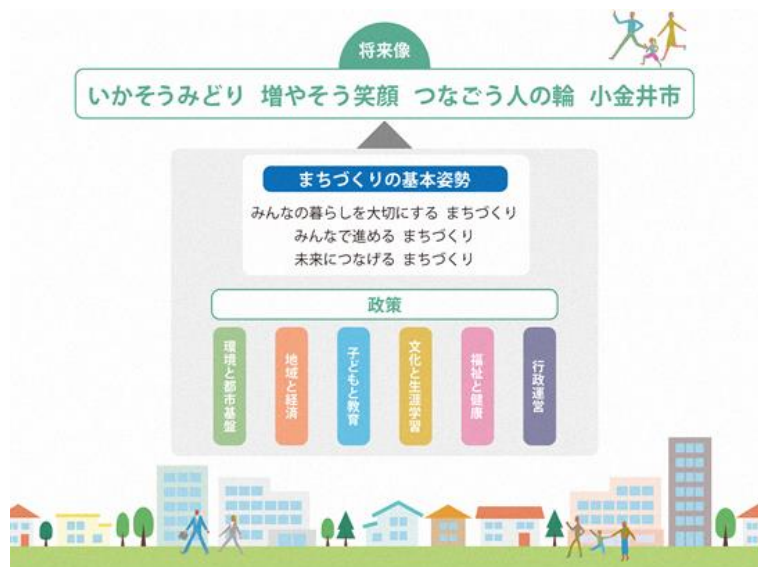 将来像
いかそうみどり 増やそう笑顔 つなごう人の輪 小金井市
まちづくりの基本姿勢
みんなの暮らしを大切にする まちづくり
みんなで進める まちづくり
未来につなげる まちづくり
政策
環境と都市基盤
地域と経済
子どもと教育
文化と生涯学習
福祉と健康
行政運営